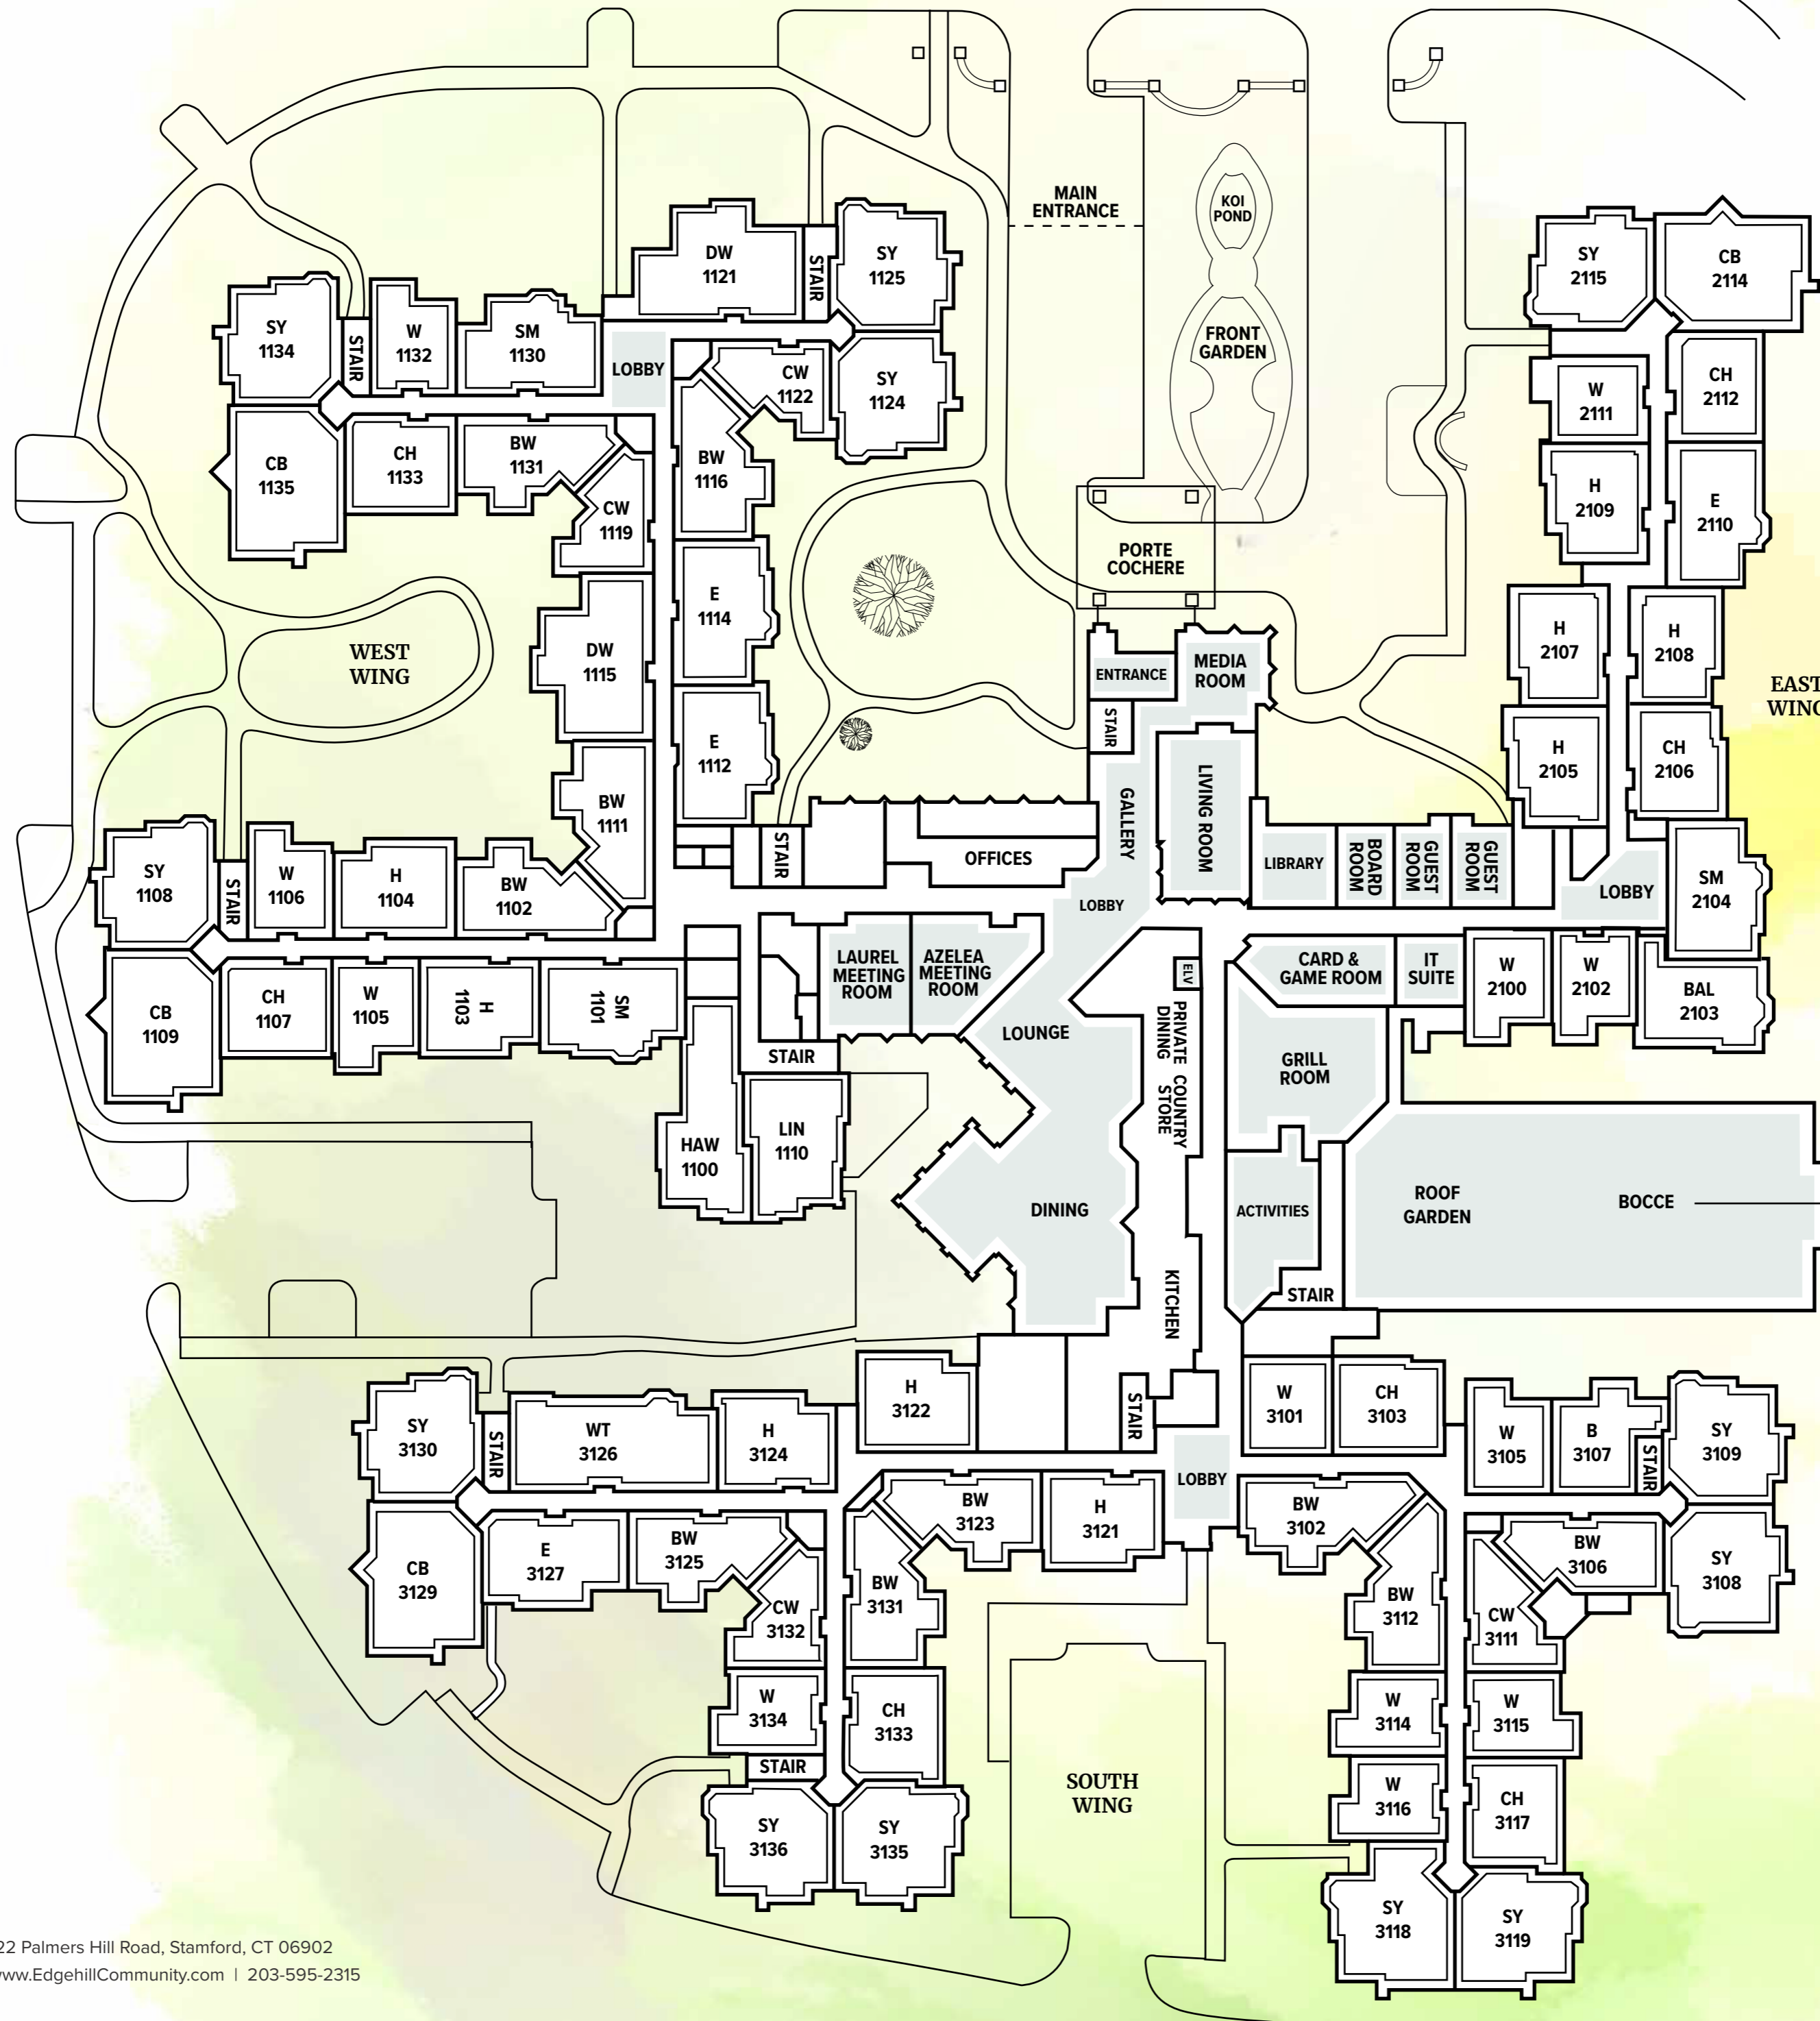 MAIN
ENTRANCE
KOI
POND
FRONT
GARDEN
PORTE
COCHERE
DW
1121
STAIR
SY
1125
SY
1134
STAIR
W
1132
SM
1130
LOBBY
CW
1122
SY
1124
CB
1135
CH
1133
BW
1131
CW
1119
BW
1116
E
1114
DW
1115
E
1112
BW
1111
WEST
WING
SY
1108
STAIR
W
1106
H
1104
BW
1102
CB
1109
CH
1107
W
1105
H
1103
SM
1101
HAW
1100
LIN
1110
STAIR
STAIR
OFFICES
LAUREL
MEETING
ROOM
AZELEA
MEETING
ROOM
ENTRANCE
MEDIA
ROOM
STAIR
GALLERY
LIVING ROOM
LOBBY
LIBRARY
BOARD
ROOM
GUEST
ROOM
GUEST
ROOM
LOBBY
SY
2115
CB
2114
W
2111
CH
2112
H
2109
E
2110
H
2107
H
2108
H
2105
CH
2106
EAST
SM
2104
CARD &
GAME ROOM
IT
SUITE
W
2100
W
2102
BAL
2103
ELV
LOUNGE
PRIVATE
DINING
COUNTRY
STORE
GRILL
ROOM
DINING
ACTIVITIES
ROOF
GARDEN
BOCCE
KITCHEN
STAIR
SY
3130
STAIR
WT
3126
H
3124
H
3122
STAIR
LOBBY
W
3101
CH
3103
W
3105
B
3107
STAIR
SY
3109
CB
3129
E
3127
BW
3125
CW
3132
BW
3131
BW
3123
H
3121
BW
3102
BW
3112
BW
3106
SY
3108
CW
3111
W
3134
CH
3133
STAIR
SY
3136
SY
3135
SOUTH
WING
W
3114
W
3115
W
3116
CH
3117
SY
3118
SY
3119
22 Palmers Hill Road, Stamford, CT 06902
www.EdgehillCommunity.com | 203-595-2315